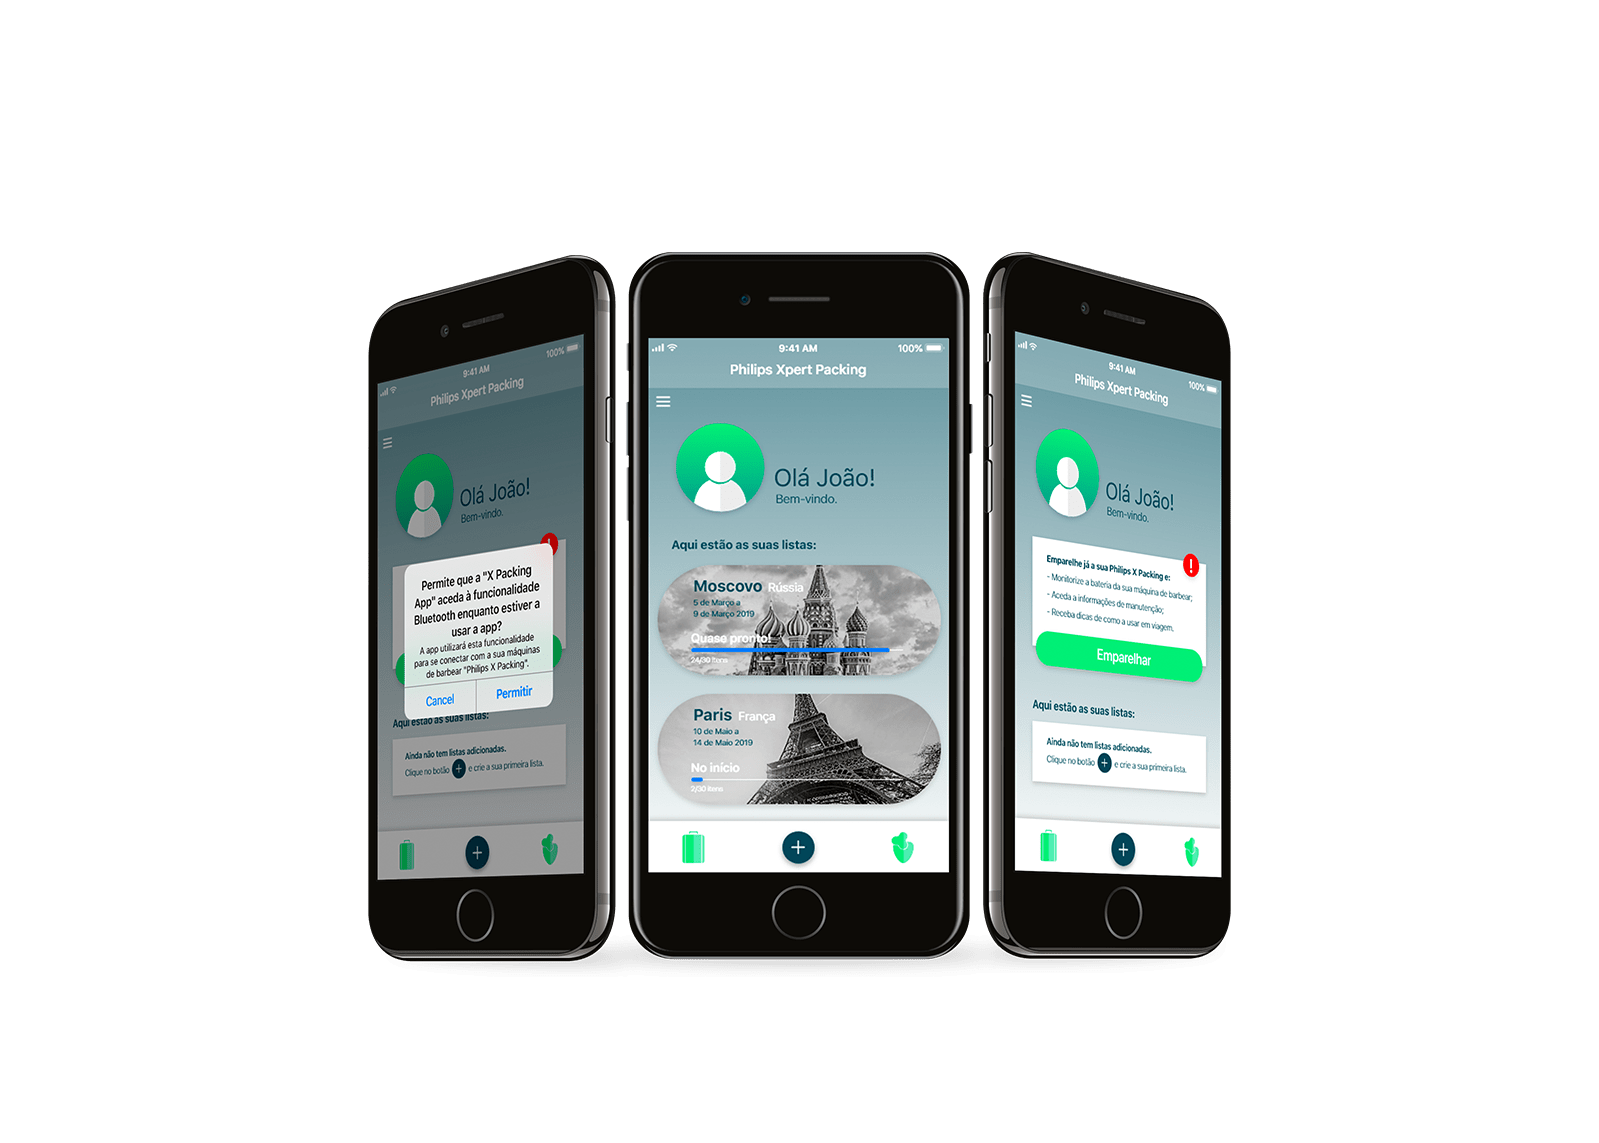 9:41 AM
100%
Philips Xpert Packing
Olá João!
Bem-vindo.
Permite que a "X Packing
App" aceda à funcionalidade
Bluetooth enquanto estiver a
usar a app?
A app utilizará esta funcionalidade
para se conectar com a sua máquinas
de barbear "Philips X Packing".
Cancel
Permitir
Aqui estão as suas listas:
Ainda não tem listas adicionadas.
Clique no botão + e crie a sua primeira lista.
9:41 AM
100%
Philips Xpert Packing
Olá João!
Bem-vindo.
Aqui estão as suas listas:
Moscovo Rússia
5 de Março a
9 de Março 2019
Quase pronto!
24/30 Itens
Paris França
10 de Maio a
14 de Maio 2019
No início
2/30 Itens
9:41 AM
100%
Philips Xpert Packing
Olá João!
Bem-vindo.
Emparelhe já a sua Philips X Packing e:
- Monitorize a bateria da sua máquina de barbear;
- Aceda a informações de manutenção;
- Receba dicas de como a usar em viagem.
Emparelhar
Aqui estão as suas listas:
Ainda não tem listas adicionadas.
Clique no botão + e crie a sua primeira lista.